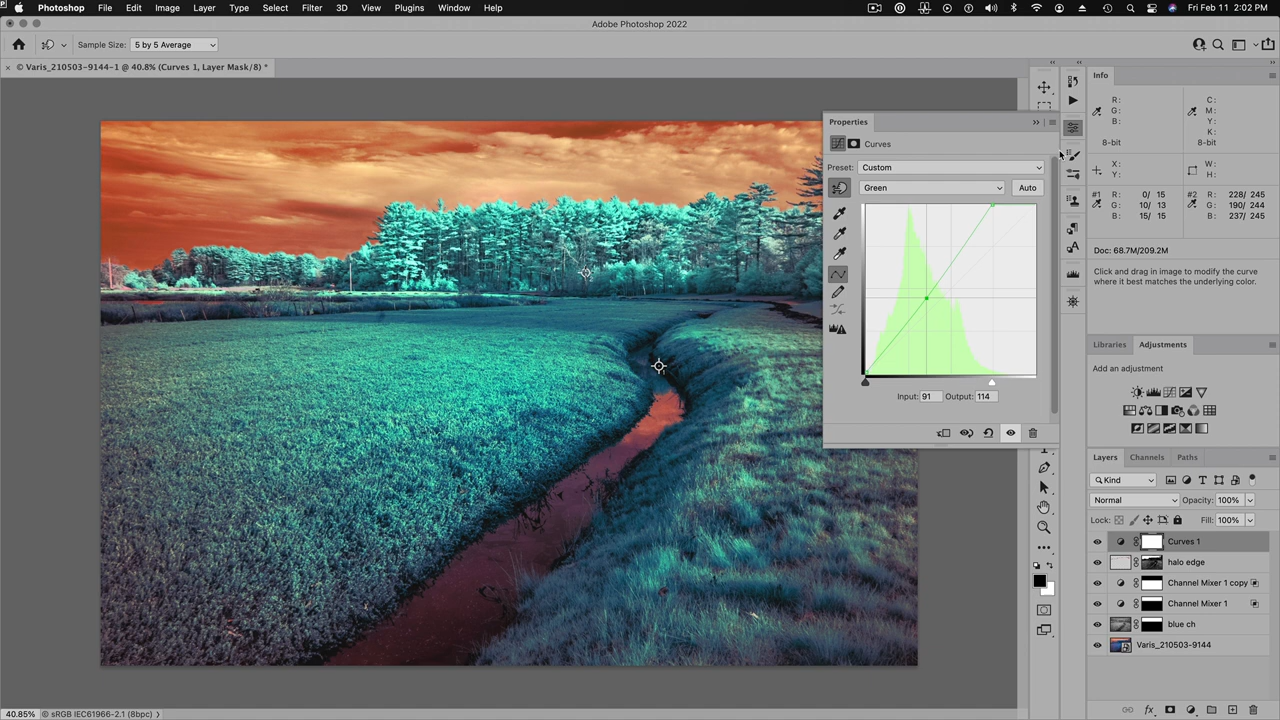 Photoshop File Edit Image Layer Type Select Filter 3D View Plugins Window Help Fri Feb 11 2:02 PM
Adobe Photoshop 2022
Sample Size: 5 by 5 Average
× © Varis_210503-9144-1 @ 40.8% (Curves 1, Layer Mask/8) *
Properties
Curves
Preset: Custom
Green Auto
Input: 91 Output: 114
Info
R: C:
G: M:
B: Y:
K:
8-bit 8-bit
X: W:
Y: H:
#1 R: 0/ 15 #2 R: 228/ 245
G: 10/ 13 G: 190/ 244
B: 15/ 15 B: 237/ 245
Doc: 68.7M/209.2M
Click and drag in image to modify the curve
where it best matches the underlying color.
Libraries Adjustments
Add an adjustment
Layers Channels Paths
Kind
Normal Opacity: 100%
Lock: Fill: 100%
Curves 1
halo edge
Channel Mixer 1 copy
Channel Mixer 1
blue ch
Varis_210503-9144
40.85% © sRGB IEC61966-2.1 (8bpc)